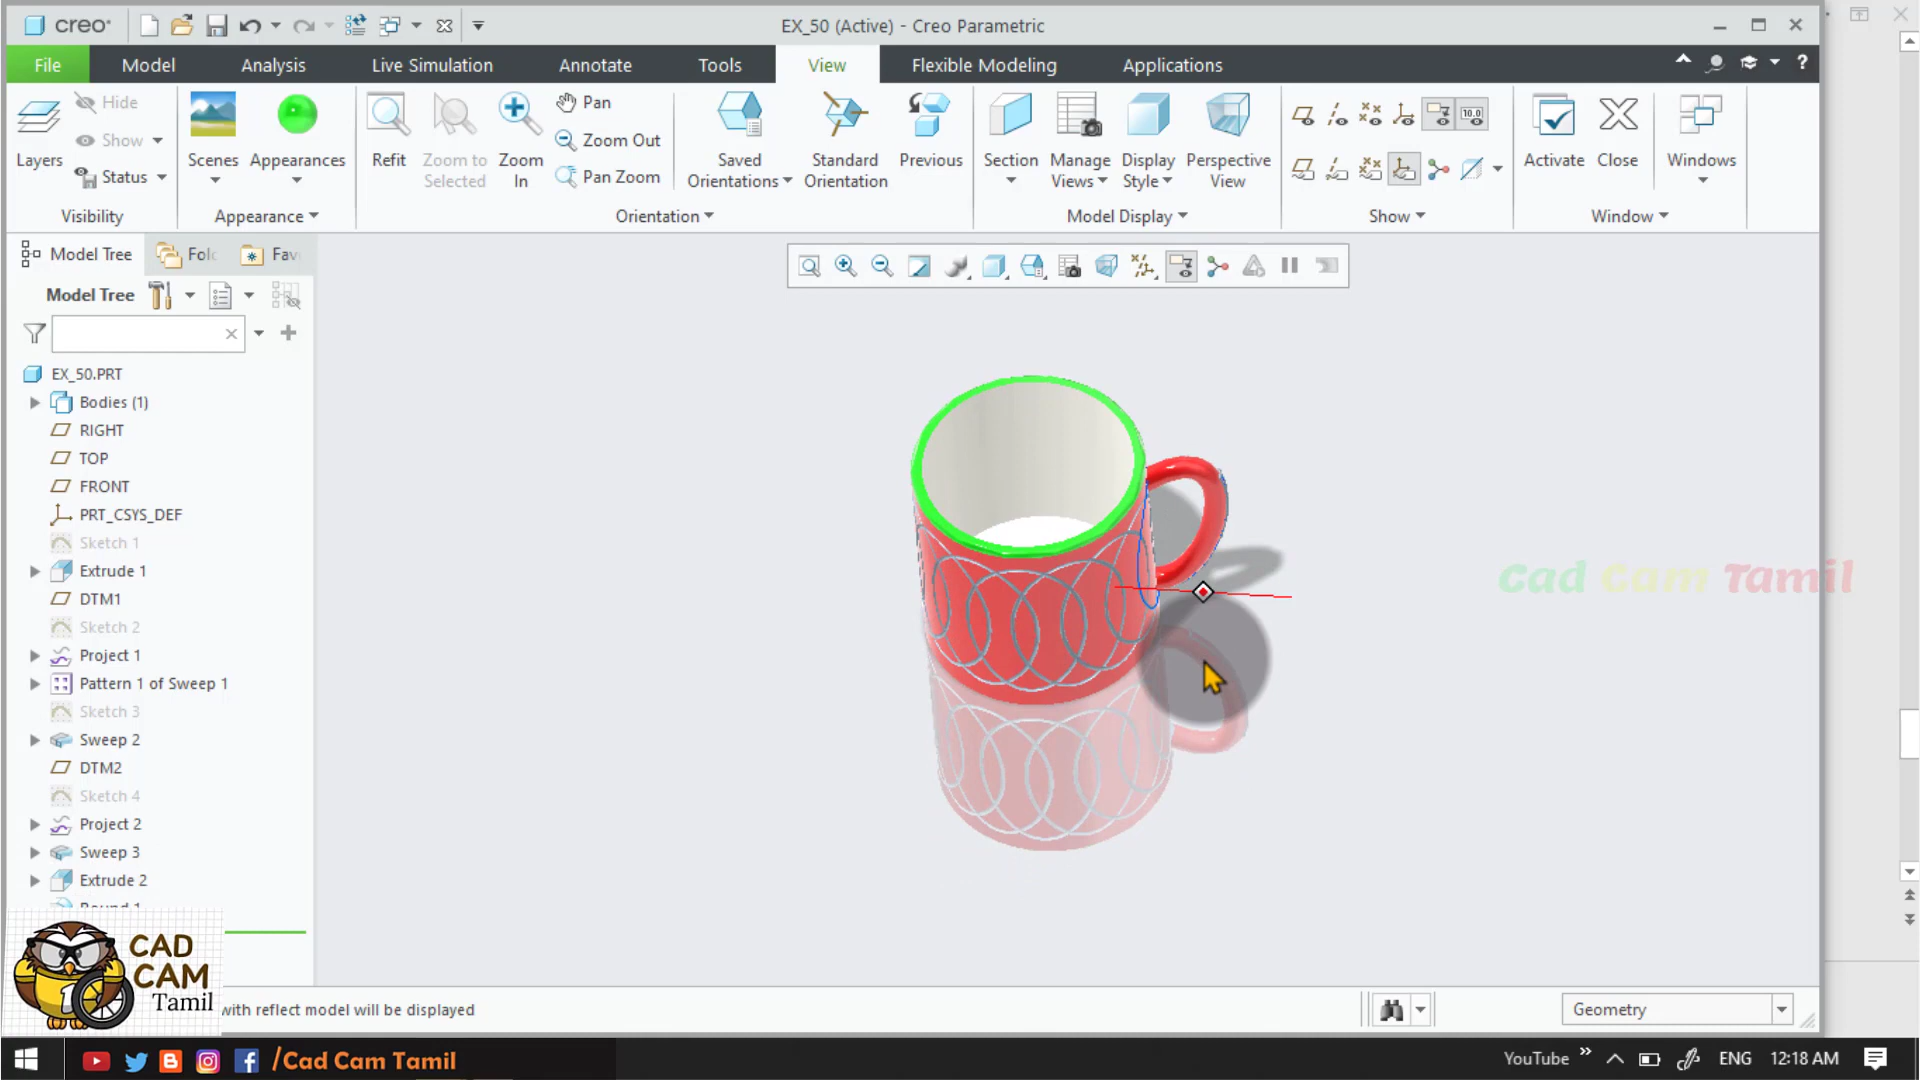 creo
EX_50 (Active) - Creo Parametric
File Model Analysis Live Simulation Annotate Tools View Flexible Modeling Applications
Layers
Hide
Show
Status
Visibility
Scenes
Appearances
Appearance
Refit
Zoom to Selected
Zoom In
Pan
Zoom Out
Pan Zoom
Saved Orientations
Standard Orientation
Previous
Orientation
Section
Manage Views
Display Style
Perspective View
Model Display
10.0
Show
Activate
Close
Windows
Window
Model Tree
Fol
Fav
Model Tree
EX_50.PRT
Bodies (1)
RIGHT
TOP
FRONT
PRT_CSYS_DEF
Sketch 1
Extrude 1
DTM1
Sketch 2
Project 1
Pattern 1 of Sweep 1
Sketch 3
Sweep 2
DTM2
Sketch 4
Project 2
Sweep 3
Extrude 2
Round 1
Cad Cam Tamil
CAD
CAM
Tamil
with reflect model will be displayed
Geometry
/Cad Cam Tamil
YouTube
ENG
12:18 AM